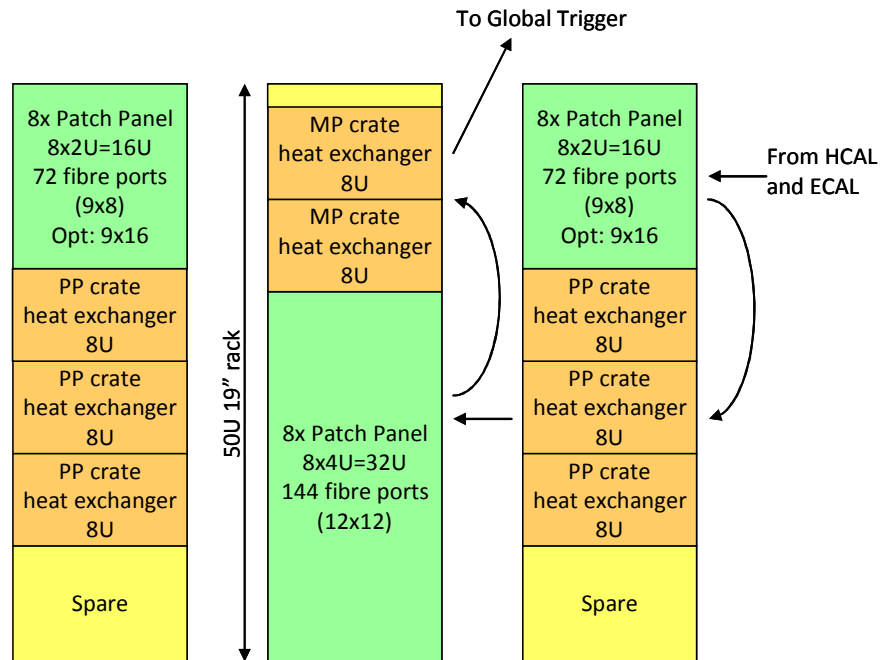 To Global Trigger
8x Patch Panel
8x2U=16U
72 fibre ports
(9x8)
Opt: 9x16
PP crate
heat exchanger
8U
PP crate
heat exchanger
8U
PP crate
heat exchanger
8U
Spare
50U 19” rack
MP crate
heat exchanger
8U
MP crate
heat exchanger
8U
8x Patch Panel
8x4U=32U
144 fibre ports
(12x12)
8x Patch Panel
8x2U=16U
72 fibre ports
(9x8)
Opt: 9x16
PP crate
heat exchanger
8U
PP crate
heat exchanger
8U
PP crate
heat exchanger
8U
Spare
From HCAL
and ECAL